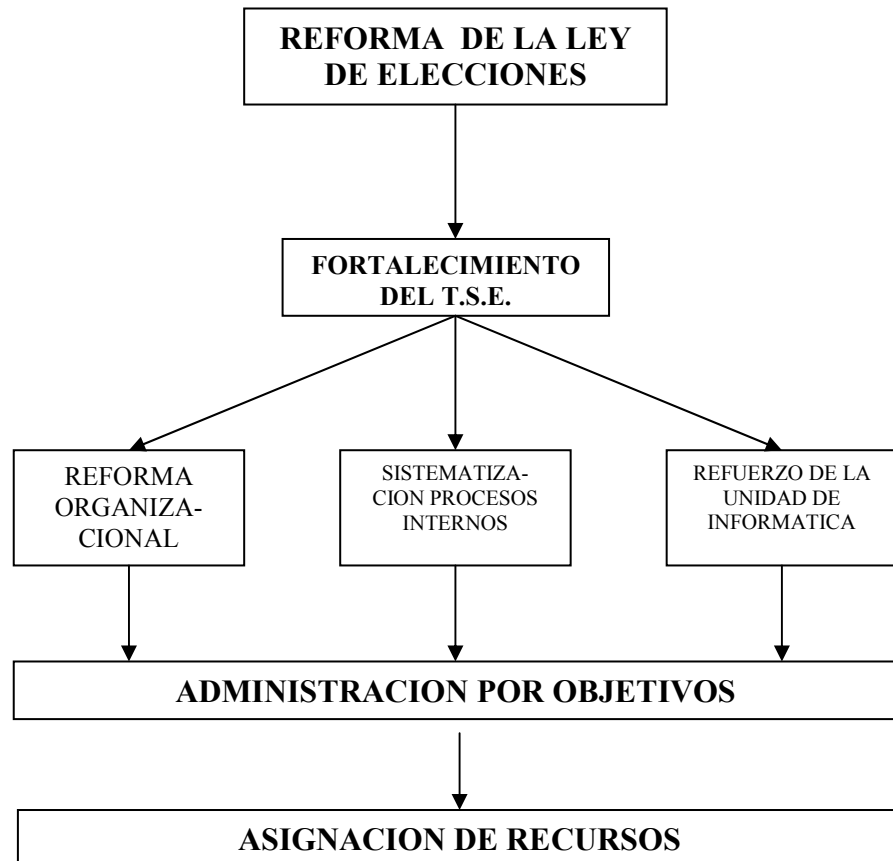 REFORMA DE LA LEY
DE ELECCIONES
FORTALECIMIENTO
DEL T.S.E.
REFORMA
ORGANIZA-
CIONAL
SISTEMATIZA-
CION PROCESOS
INTERNOS
REFUERZO DE LA
UNIDAD DE
INFORMATICA
ADMINISTRACION POR OBJETIVOS
ASIGNACION DE RECURSOS